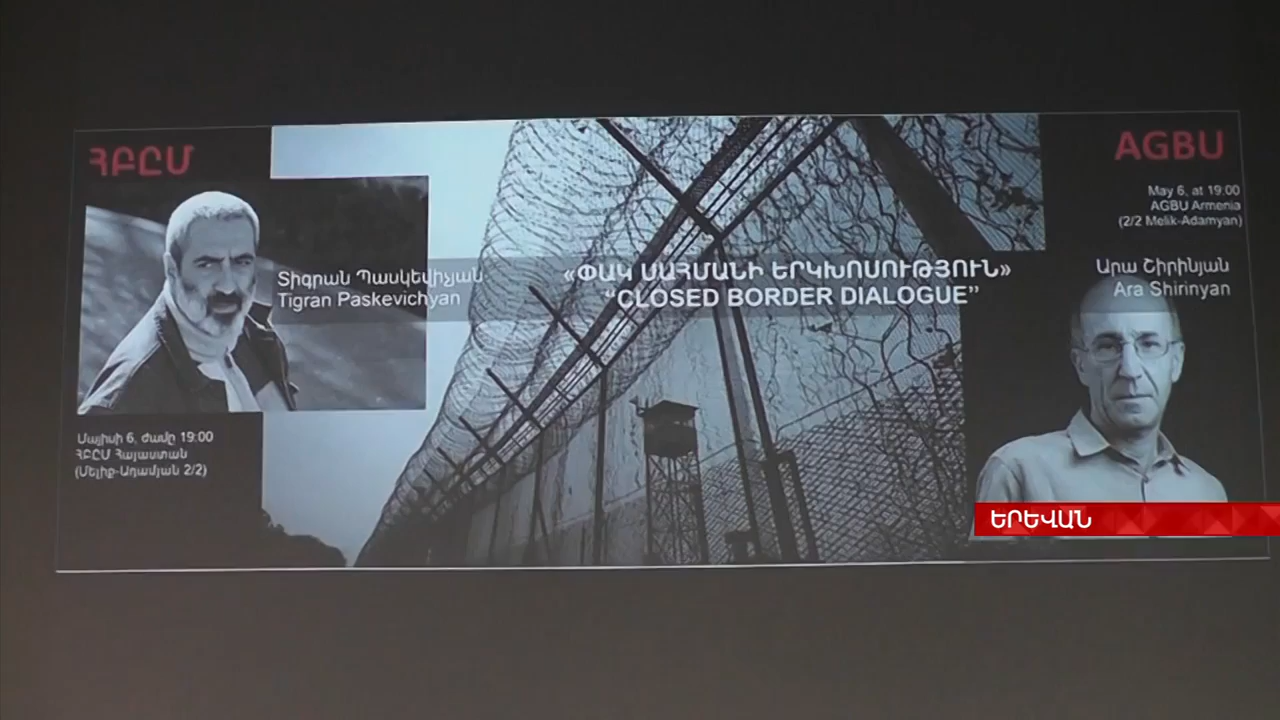 ՀԲԸՄ
AGBU
May 6, at 19:00
AGBU Armenia
(2/2 Melik-Adamyan)
Տիգրան Պասկեվիչյան
Tigran Paskevichyan
«ՓԱԿ ՍԱՀՄԱՆԻ ԵՐԿԽՈՍՈՒԹՅՈՒՆ»
“CLOSED BORDER DIALOGUE”
Արա Շիրինյան
Ara Shirinyan
Մայիսի 6, ժամը 19:00
ՀԲԸՄ Հայաստան
(Մելիք-Ադամյան 2/2)
ԵՐԵՎԱՆ